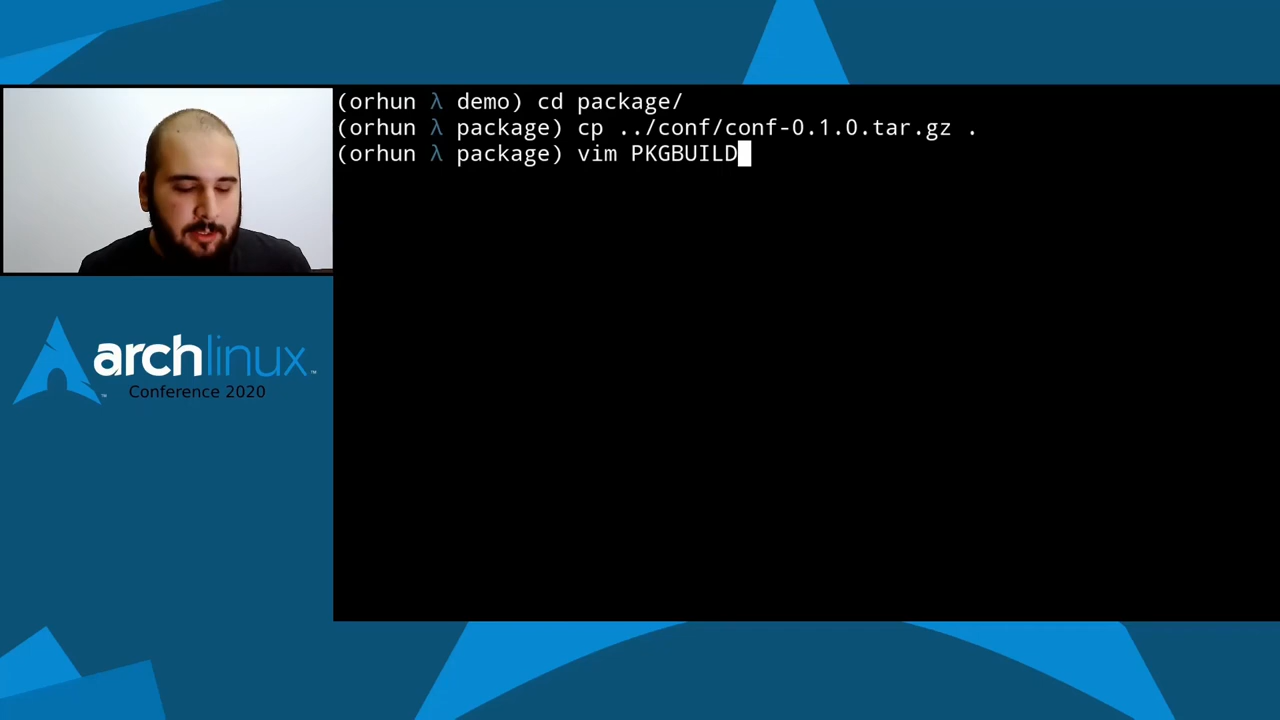 (orhun λ demo) cd package/
(orhun λ package) cp ../conf/conf-0.1.0.tar.gz .
(orhun λ package) vim PKGBUILD
archlinux™
Conference 2020